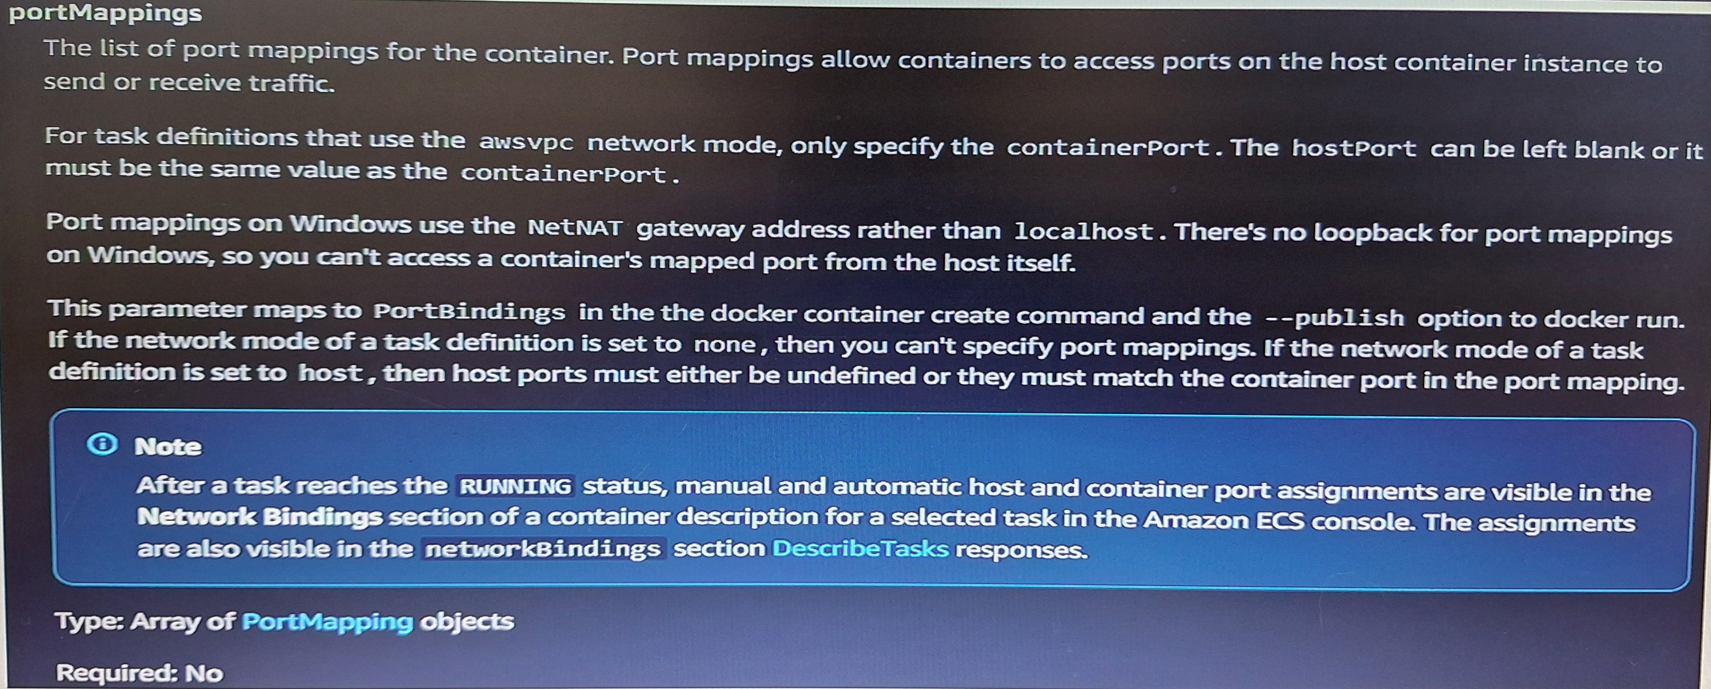 portMappings
The list of port mappings for the container. Port mappings allow containers to access ports on the host container instance to
send or receive traffic.
For task definitions that use the awsvpc network mode, only specify the containerPort. The hostPort can be left blank or it
must be the same value as the containerPort.
Port mappings on Windows use the NetNAT gateway address rather than localhost. There's no loopback for port mappings
on Windows, so you can't access a container's mapped port from the host itself.
This parameter maps to PortBindings in the the docker container create command and the --publish option to docker run.
If the network mode of a task definition is set to none, then you can't specify port mappings. If the network mode of a task
definition is set to host, then host ports must either be undefined or they must match the container port in the port mapping.
Note
After a task reaches the RUNNING status, manual and automatic host and container port assignments are visible in the
Network Bindings section of a container description for a selected task in the Amazon ECS console. The assignments
are also visible in the networkBindings section DescribeTasks responses.
Type: Array of PortMapping objects
Required: No